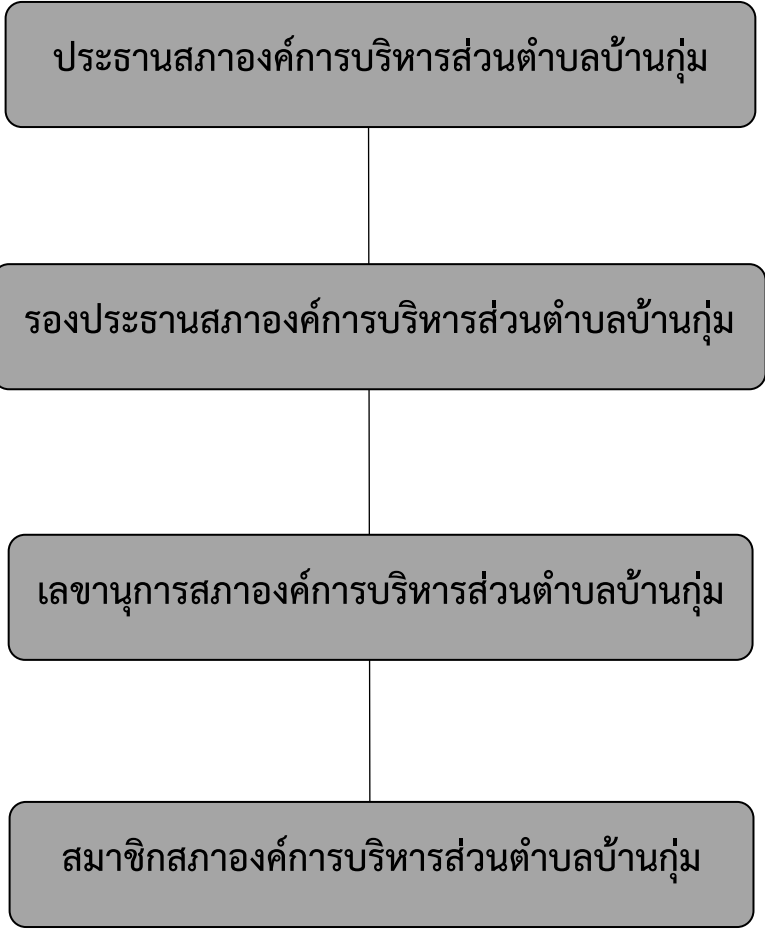 ประธานสภาองค์การบริหารส่วนตำบลบ้านกุ่ม
รองประธานสภาองค์การบริหารส่วนตำบลบ้านกุ่ม
เลขานุการสภาองค์การบริหารส่วนตำบลบ้านกุ่ม
สมาชิกสภาองค์การบริหารส่วนตำบลบ้านกุ่ม